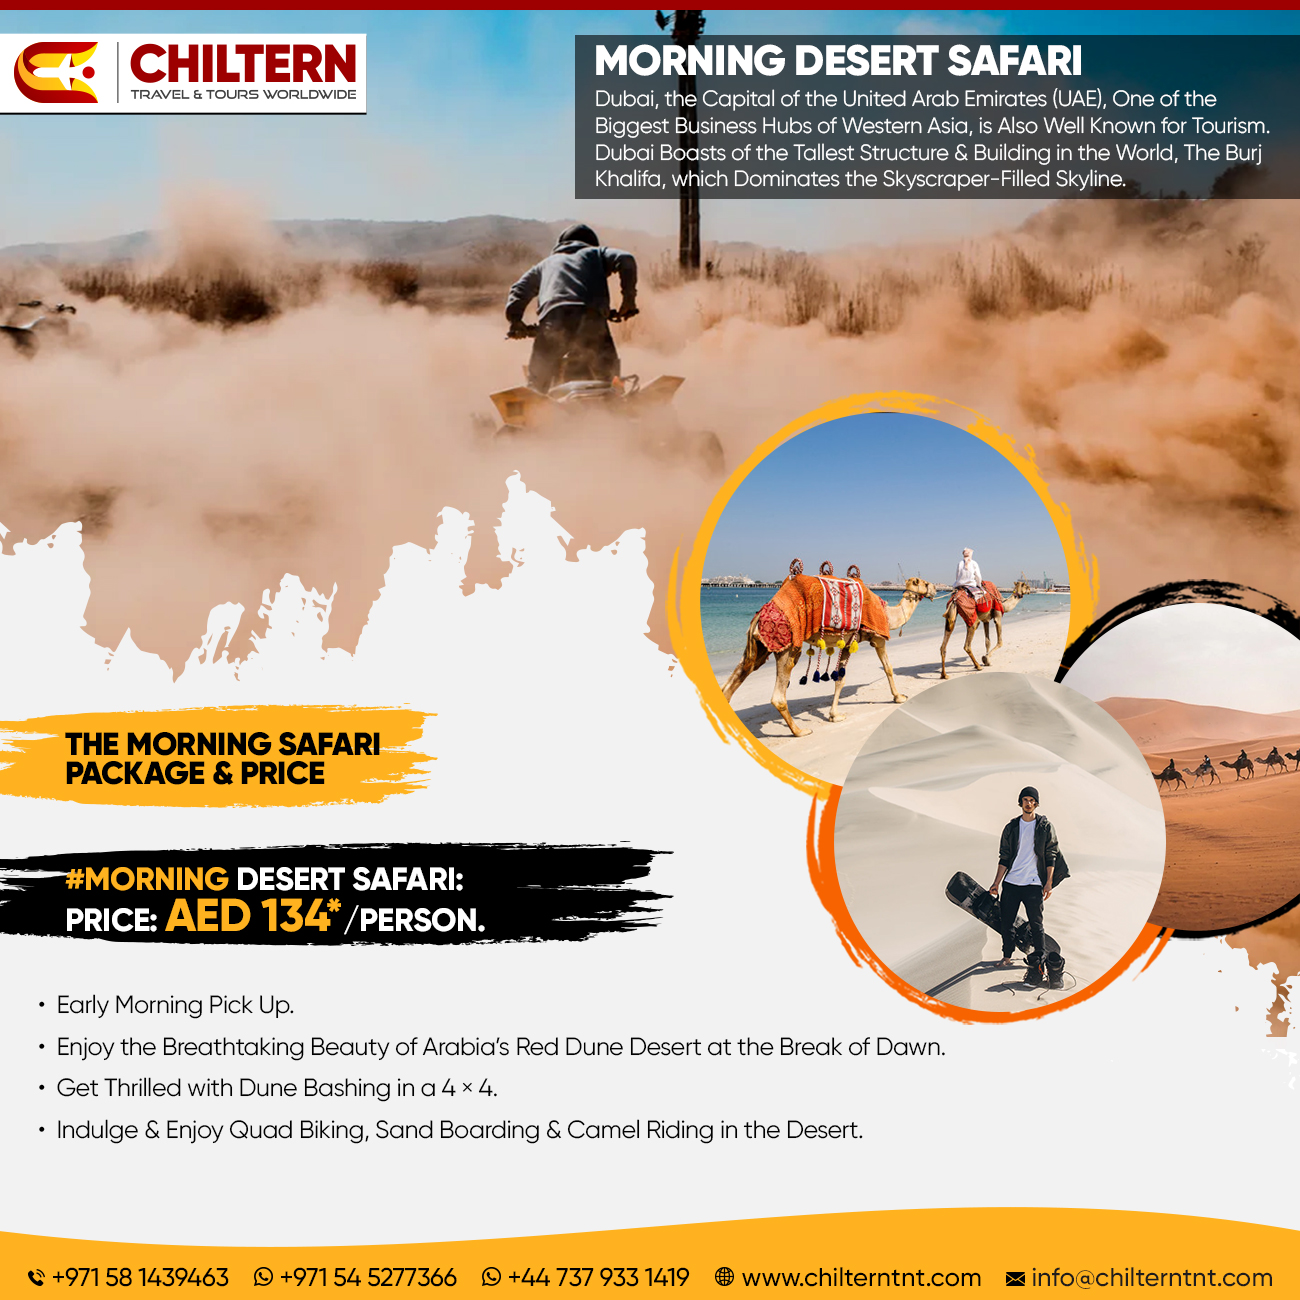 CHILTERN
TRAVEL & TOURS WORLDWIDE
MORNING DESERT SAFARI
Dubai, the Capital of the United Arab Emirates (UAE), One of the
Biggest Business Hubs of Western Asia, is Also Well Known for Tourism.
Dubai Boasts of the Tallest Structure & Building in the World, The Burj
Khalifa, which Dominates the Skyscraper-Filled Skyline.
THE MORNING SAFARI
PACKAGE & PRICE
#MORNING DESERT SAFARI:
PRICE: AED 134* /PERSON.
• Early Morning Pick Up.
• Enjoy the Breathtaking Beauty of Arabia's Red Dune Desert at the Break of Dawn.
• Get Thrilled with Dune Bashing in a 4 × 4.
• Indulge & Enjoy Quad Biking, Sand Boarding & Camel Riding in the Desert.
+971 58 1439463 +971 54 5277366 +44 737 933 1419 www.chilterntnt.com info@chilterntnt.com